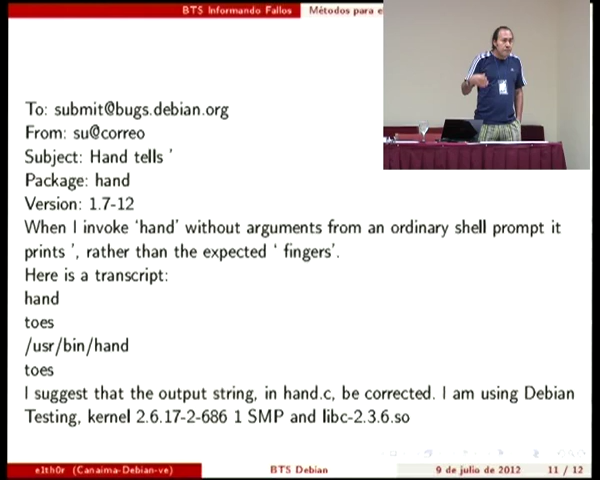 BTS Informando Fallos Métodos para e
To: submit@bugs.debian.org
From: su@correo
Subject: Hand tells '
Package: hand
Version: 1.7-12
When I invoke ‘hand’ without arguments from an ordinary shell prompt it
prints ’, rather than the expected ‘ fingers’.
Here is a transcript:
hand
toes
/usr/bin/hand
toes
I suggest that the output string, in hand.c, be corrected. I am using Debian
Testing, kernel 2.6.17-2-686 1 SMP and libc-2.3.6.so
e1th0r (Canaima-Debian-ve) BTS Debian 9 de julio de 2012 11 / 12